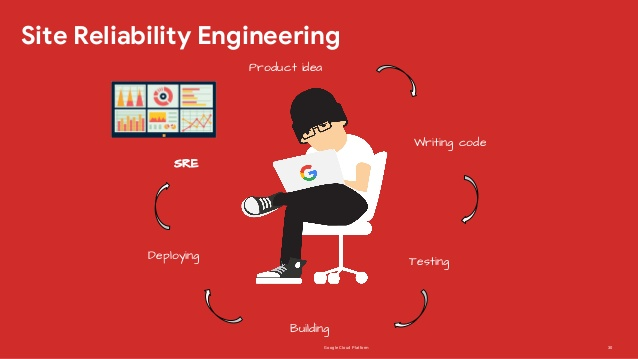 Site Reliability Engineering
Product idea
Writing code
SRE
Deploying
Testing
Building
Google Cloud Platform